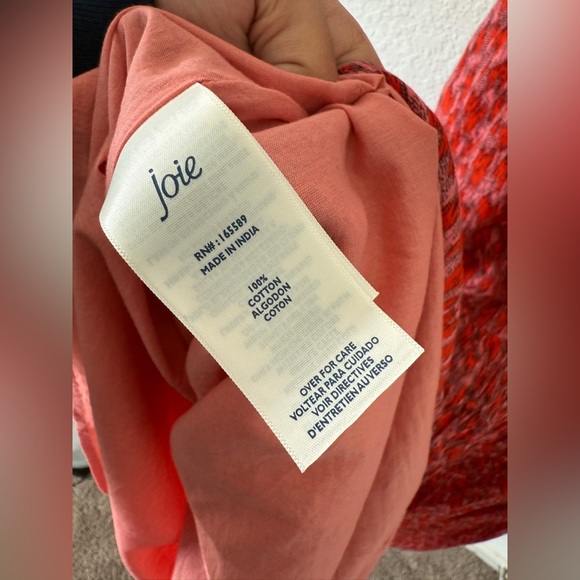 Joie
RN#: 165589
MADE IN INDIA
100%
COTTON
ALGODON
COTON
OVER FOR CARE
VOLTEAR PARA CUIDADO
VOIR DIRECTIVES
D'ENTRETIEN AU VERSO